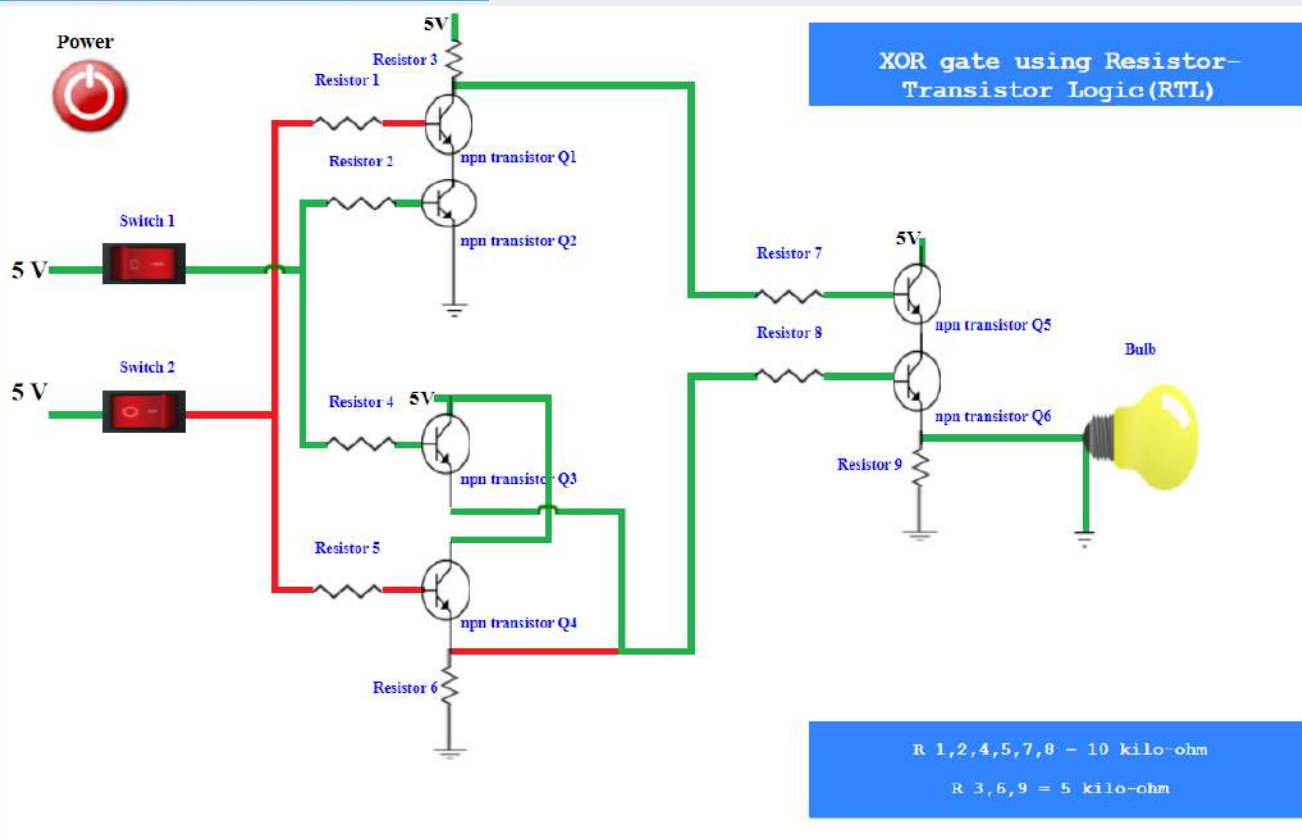 Power
5V
Resistor 3
Resistor 1
XOR gate using Resistor-
Transistor Logic(RTL)
npn transistor Q1
Resistor 2
Switch 1
npn transistor Q2
5 V
5V
Resistor 7
npn transistor Q5
Resistor 8
Bulb
Switch 2
5 V
Resistor 4
5V
npn transistor Q6
Resistor 9
npn transistor Q3
Resistor 5
npn transistor Q4
Resistor 6
R 1,2,4,5,7,8 - 10 kilo-ohm
R 3,6,9 = 5 kilo-ohm